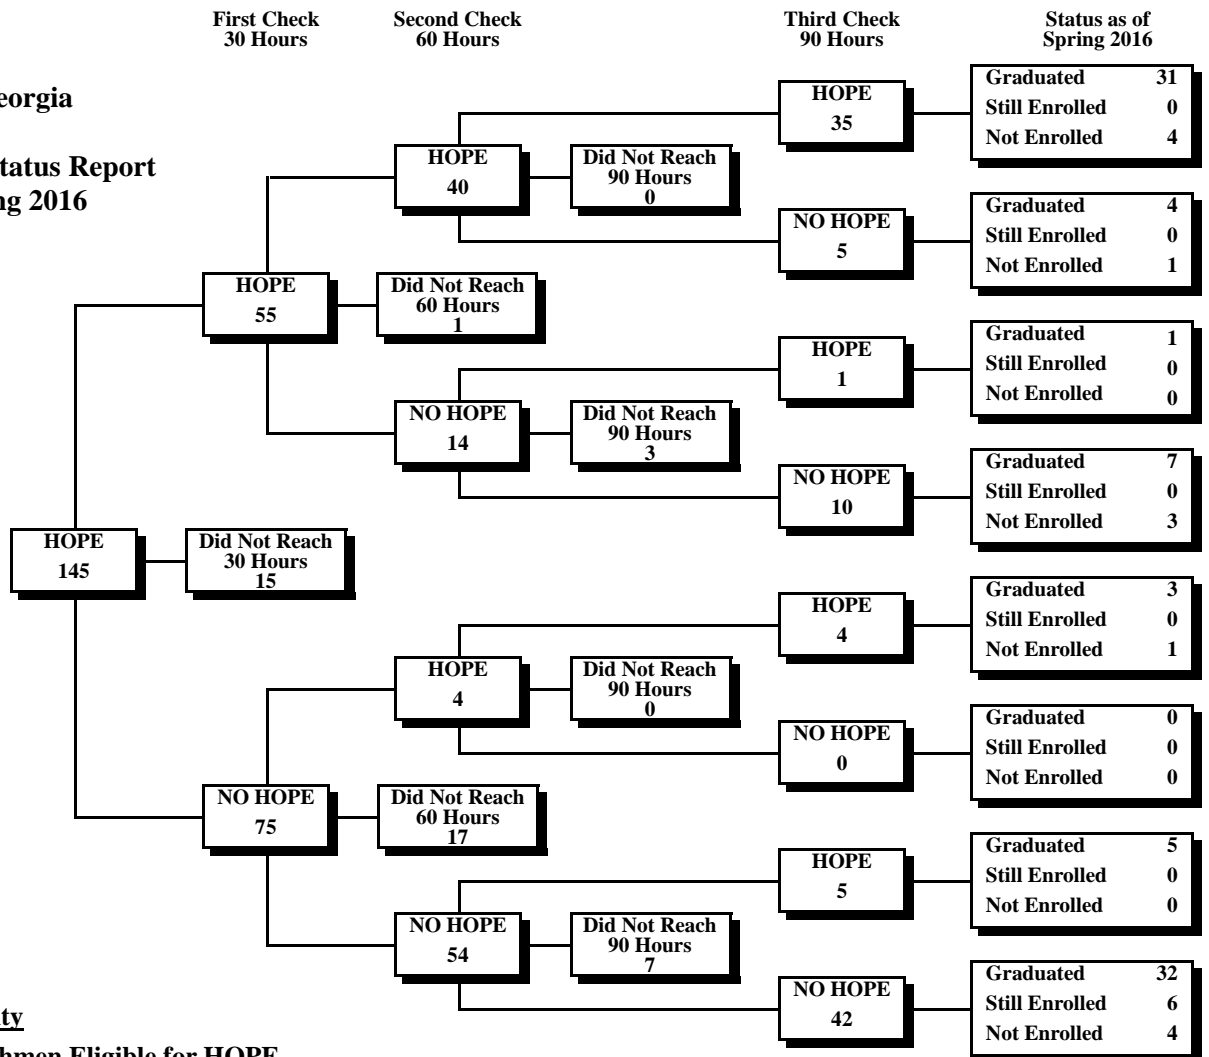 First Check
30 Hours
Second Check
60 Hours
Third Check
90 Hours
Status as of
Spring 2016
eorgia
tatus Report
ng 2016
HOPE
145
Did Not Reach
30 Hours
15
HOPE
55
Did Not Reach
60 Hours
1
NO HOPE
75
Did Not Reach
60 Hours
17
HOPE
40
Did Not Reach
90 Hours
0
NO HOPE
14
Did Not Reach
90 Hours
3
HOPE
4
Did Not Reach
90 Hours
0
NO HOPE
54
Did Not Reach
90 Hours
7
HOPE
35
Graduated 31
Still Enrolled 0
Not Enrolled 4
NO HOPE
5
Graduated 4
Still Enrolled 0
Not Enrolled 1
HOPE
1
Graduated 1
Still Enrolled 0
Not Enrolled 0
NO HOPE
10
Graduated 7
Still Enrolled 0
Not Enrolled 3
HOPE
4
Graduated 3
Still Enrolled 0
Not Enrolled 1
NO HOPE
0
Graduated 0
Still Enrolled 0
Not Enrolled 0
HOPE
5
Graduated 5
Still Enrolled 0
Not Enrolled 0
NO HOPE
42
Graduated 32
Still Enrolled 6
Not Enrolled 4
ty
hmen Eligible for HOPE